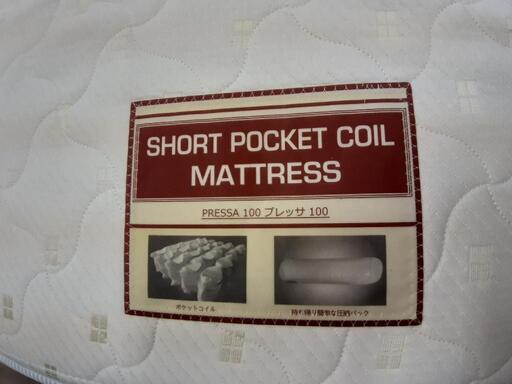 SHORT POCKET COIL
MATTRESS
PRESSA 100 プレッサ 100
ポケットコイル
持ち帰り簡単な圧縮パック